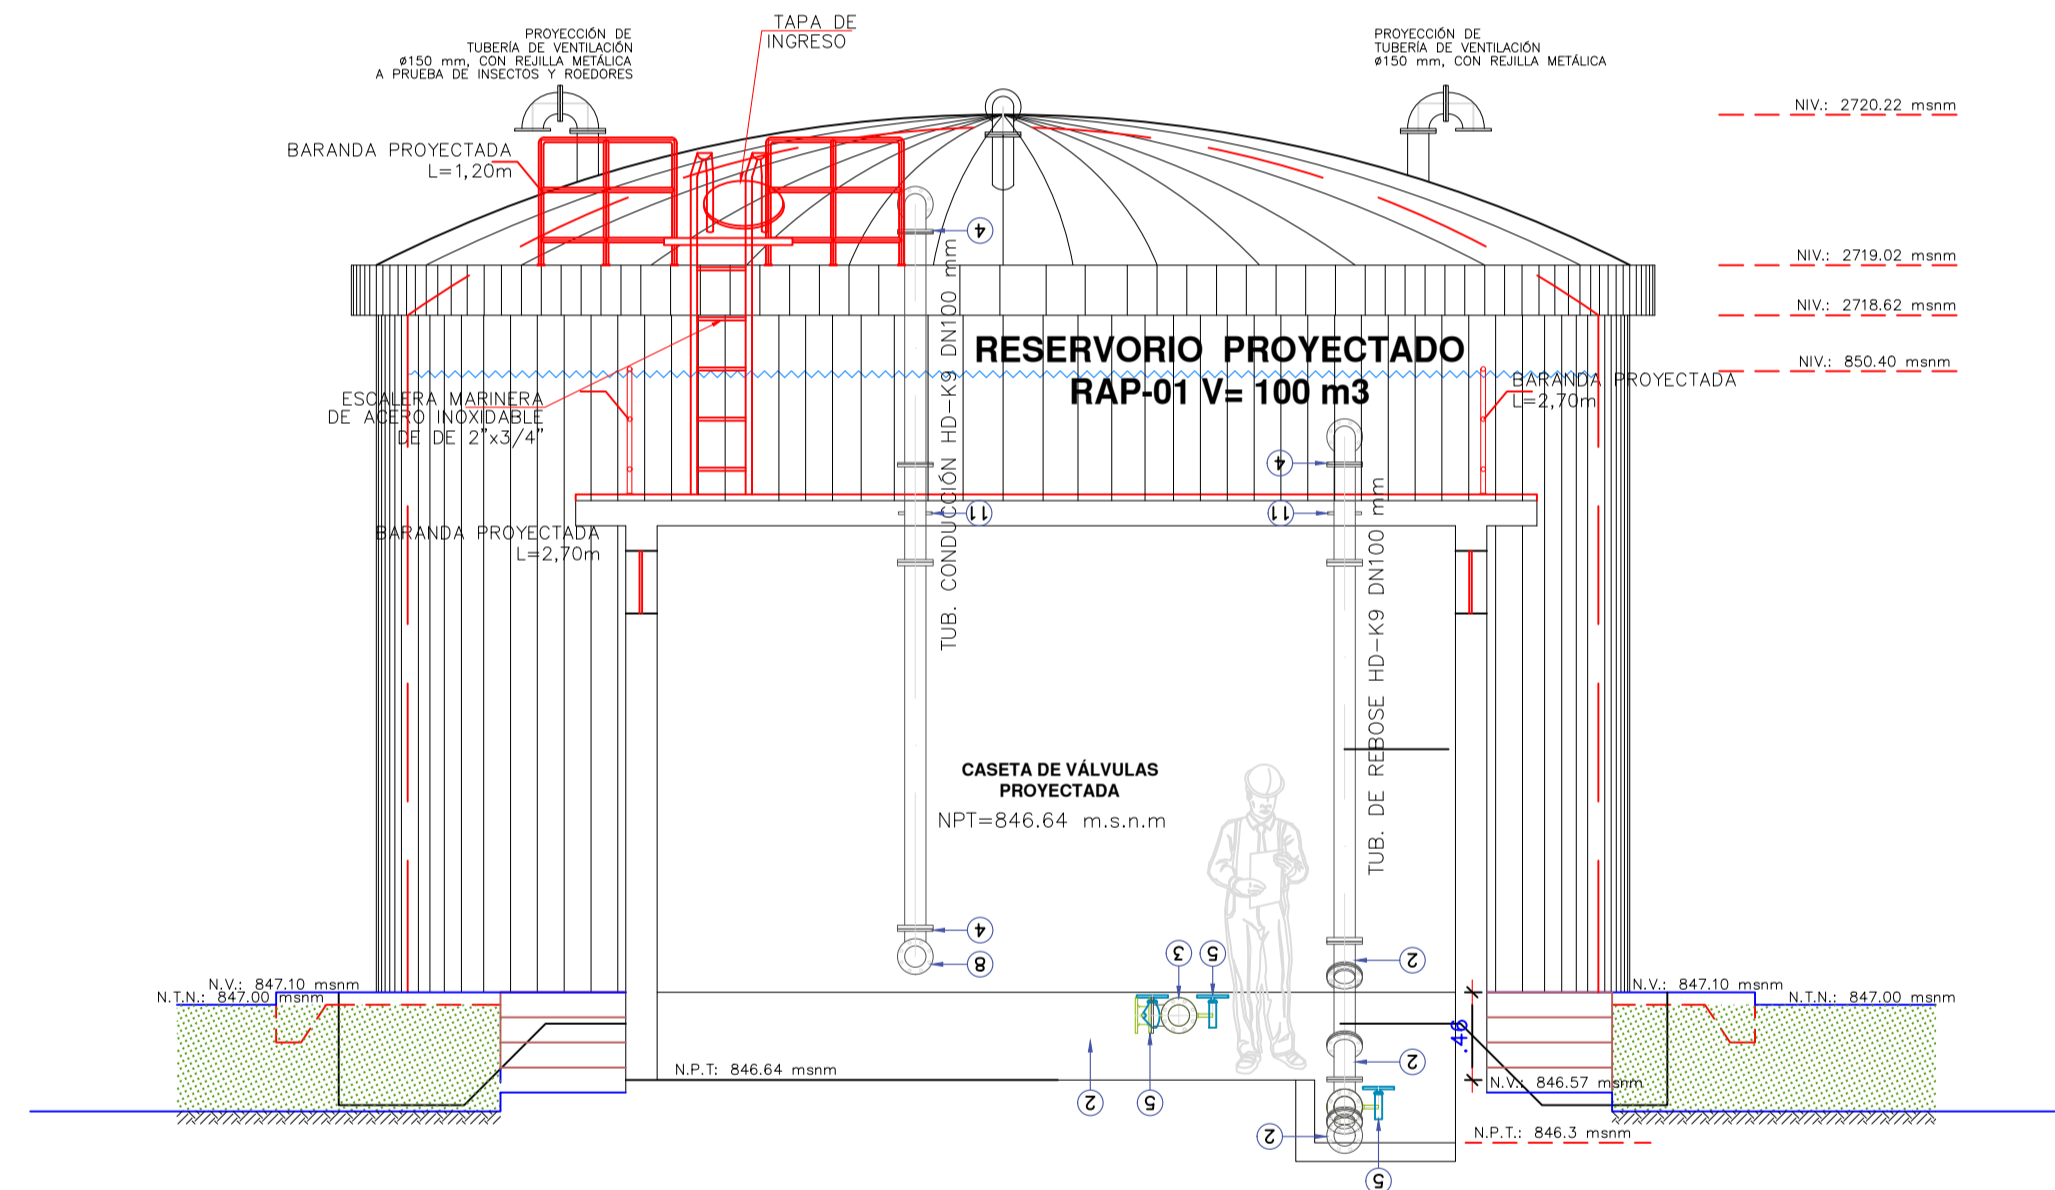 PROYECCIÓN DE
TUBERÍA DE VENTILACIÓN
ø150 mm, CON REJILLA METÁLICA
A PRUEBA DE INSECTOS Y ROEDORES
TAPA DE
INGRESO
PROYECCIÓN DE
TUBERÍA DE VENTILACIÓN
ø150 mm, CON REJILLA METÁLICA
NIV.: 2720.22 msnm
BARANDA PROYECTADA
L=1,20m
4
NIV.: 2719.02 msnm
NIV.: 2718.62 msnm
TUB. CONDUCCIÓN HD-K9 DN100 mm
RESERVORIO PROYECTADO
RAP-01 V= 100 m3
NIV.: 850.40 msnm
BARANDA PROYECTADA
L=2,70m
ESCALERA MARINERA
DE ACERO INOXIDABLE
DE DE 2"x3/4"
4
11
11
BARANDA PROYECTADA
L=2,70m
TUB. DE REBOSE HD-K9 DN100 mm
CASETA DE VÁLVULAS
PROYECTADA
NPT=846.64 m.s.n.m
4
8
3
5
2
N.V.: 847.10 msnm
N.T.N.: 847.00 msnm
N.V.: 847.10 msnm
N.T.N.: 847.00 msnm
.46
N.P.T: 846.64 msnm
2
N.V.: 846.57 msnm
2
5
2
N.P.T.: 846.3 msnm
5